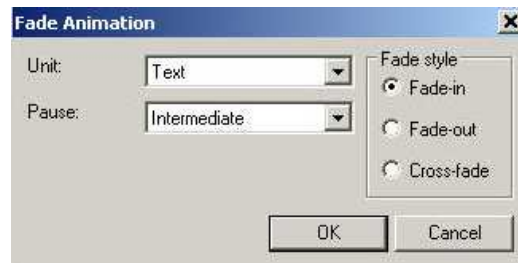 Fade Animation
Unit:
Text
Pause:
Intermediate
Fade style
Fade-in
Fade-out
Cross-fade
OK
Cancel